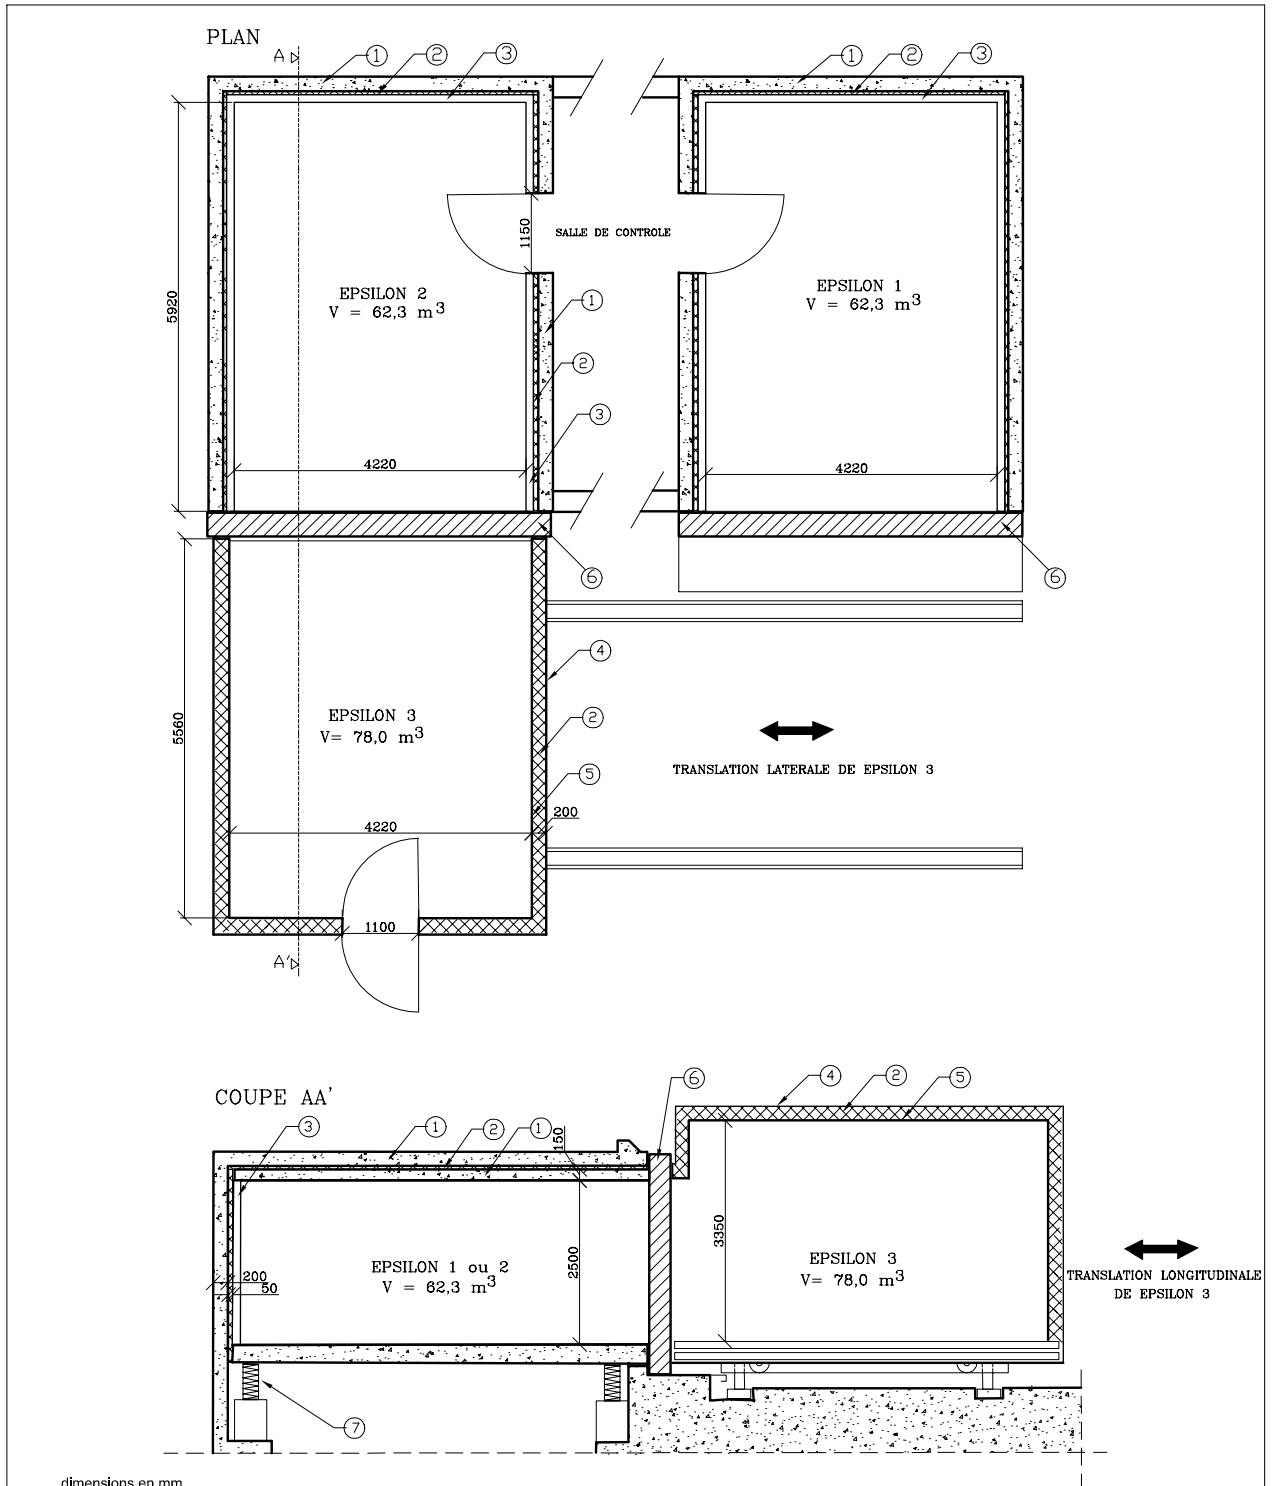 PLAN
A
1
2
3
1
2
3
1150
SALLE DE CONTROLE
5920
EPSILON 2
V = 62,3 m³
EPSILON 1
V = 62,3 m³
1
2
3
4220
4220
6
6
4
5560
EPSILON 3
V= 78,0 m³
2
TRANSLATION LATERALE DE EPSILON 3
5
200
4220
1100
A'
COUPE AA'
6
4
2
5
3
1
2
1
150
3350
2500
EPSILON 1 ou 2
V = 62,3 m³
EPSILON 3
V= 78,0 m³
200
50
TRANSLATION LONGITUDINALE
DE EPSILON 3
7
dimensions en mm